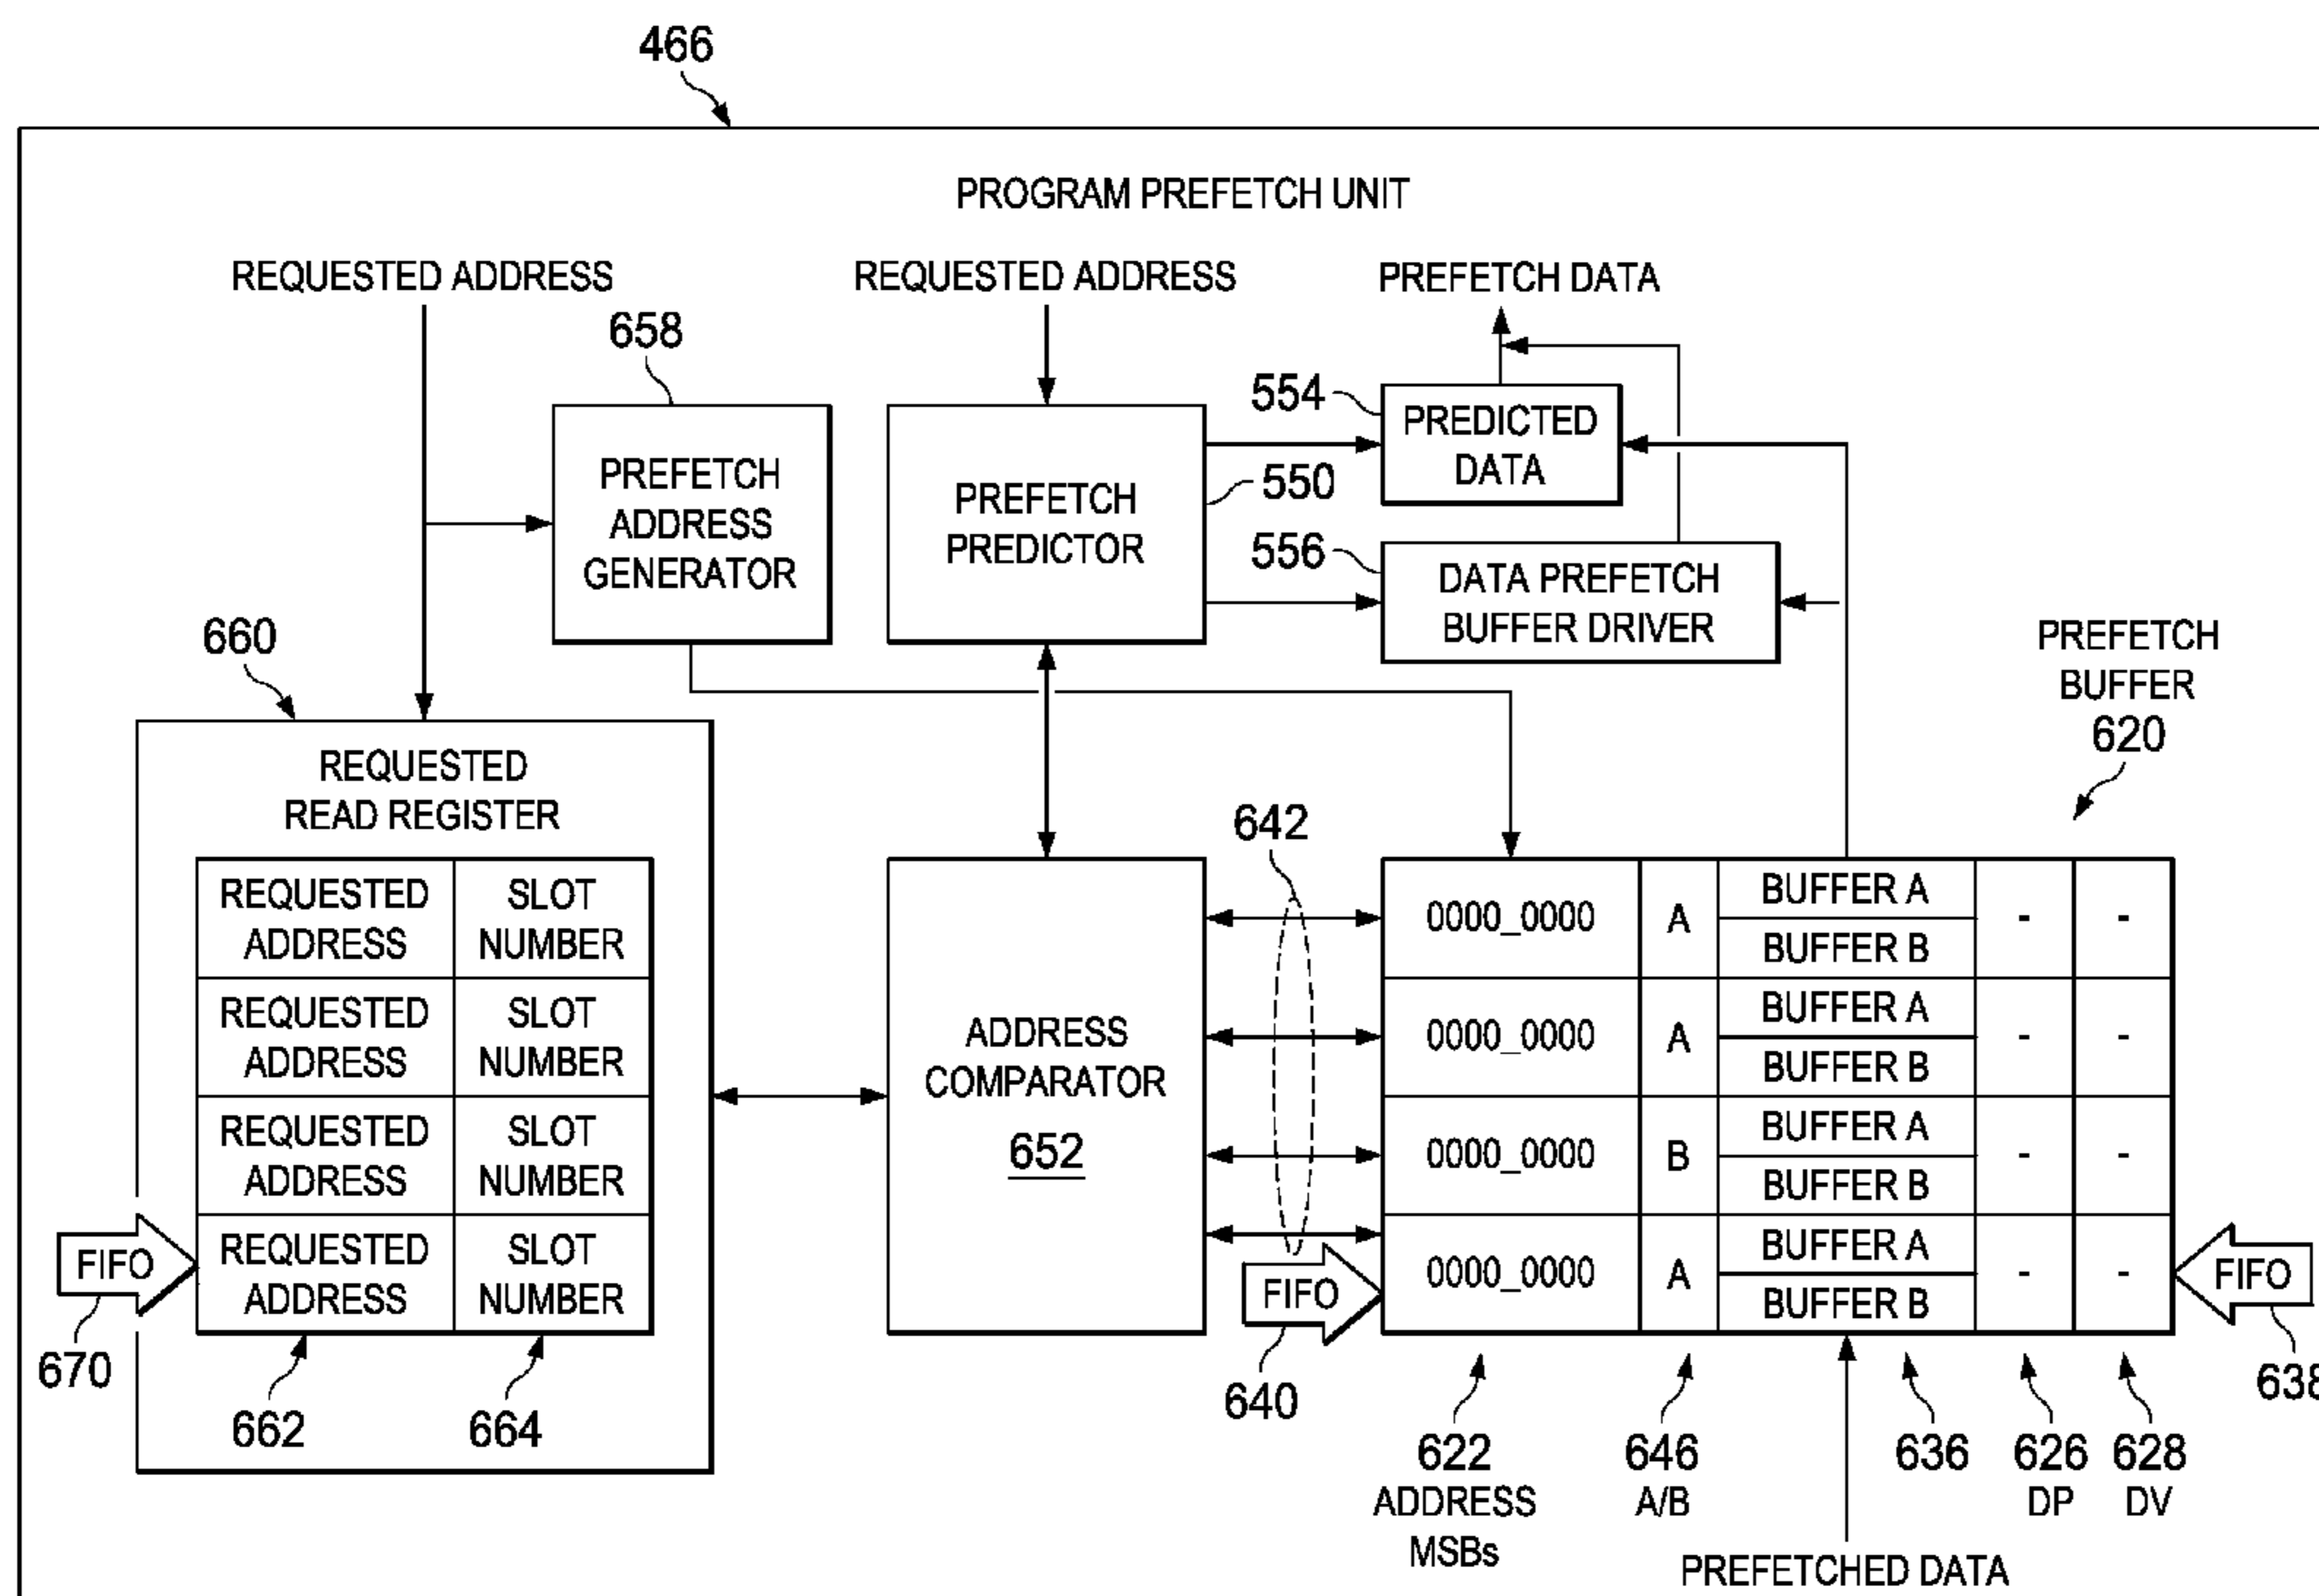 466
PROGRAM PREFETCH UNIT
REQUESTED ADDRESS
REQUESTED ADDRESS
PREFETCH DATA
658
PREFETCH
ADDRESS
GENERATOR
PREFETCH
PREDICTOR
550
554
PREDICTED
DATA
556
DATA PREFETCH
BUFFER DRIVER
PREFETCH
BUFFER
620
660
REQUESTED
READ REGISTER
REQUESTED
ADDRESS
SLOT
NUMBER
REQUESTED
ADDRESS
SLOT
NUMBER
REQUESTED
ADDRESS
SLOT
NUMBER
REQUESTED
ADDRESS
SLOT
NUMBER
FIFO
670
662
664
ADDRESS
COMPARATOR
652
642
FIFO
640
0000_0000
A
BUFFER A
BUFFER B
-
-
0000_0000
A
BUFFER A
BUFFER B
-
-
0000_0000
B
BUFFER A
BUFFER B
-
-
0000_0000
A
BUFFER A
BUFFER B
-
-
FIFO
638
622
ADDRESS
MSBs
646
A/B
636
626
DP
628
DV
PREFETCHED DATA